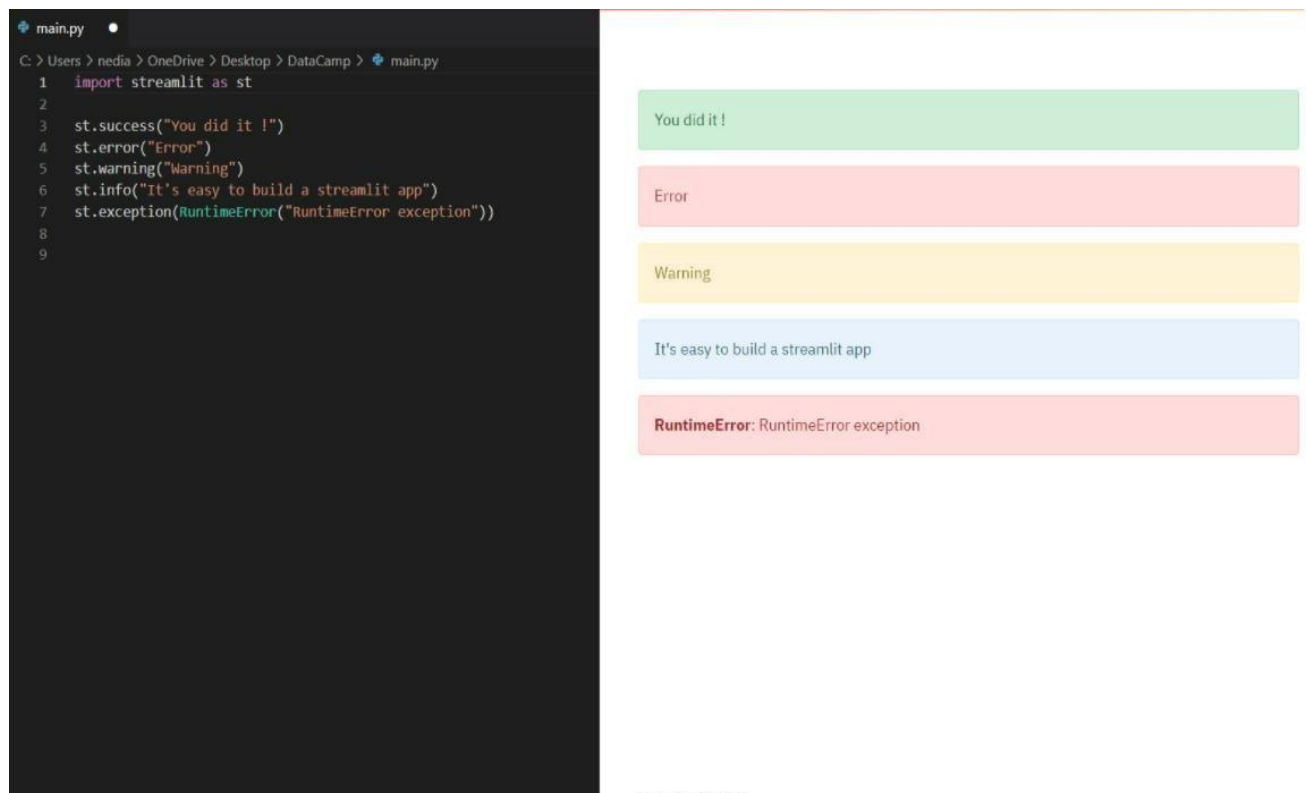 main.py
C: > Users > nedia > OneDrive > Desktop > DataCamp > main.py
1 import streamlit as st
2
3 st.success("You did it !")
4 st.error("Error")
5 st.warning("Warning")
6 st.info("It's easy to build a streamlit app")
7 st.exception(RuntimeError("RuntimeError exception"))
8
9
You did it !
Error
Warning
It's easy to build a streamlit app
RuntimeError: RuntimeError exception